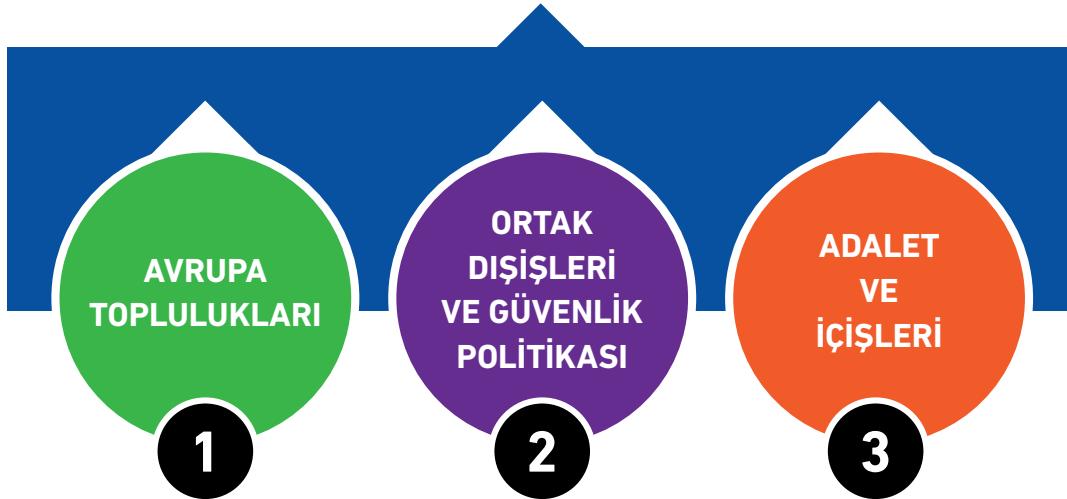 AVRUPA
TOPLULUKLARI
1
ORTAK
DIŞİŞLERİ
VE GÜVENLİK
POLİTİKASI
2
ADALET
VE
İÇİŞLERİ
3